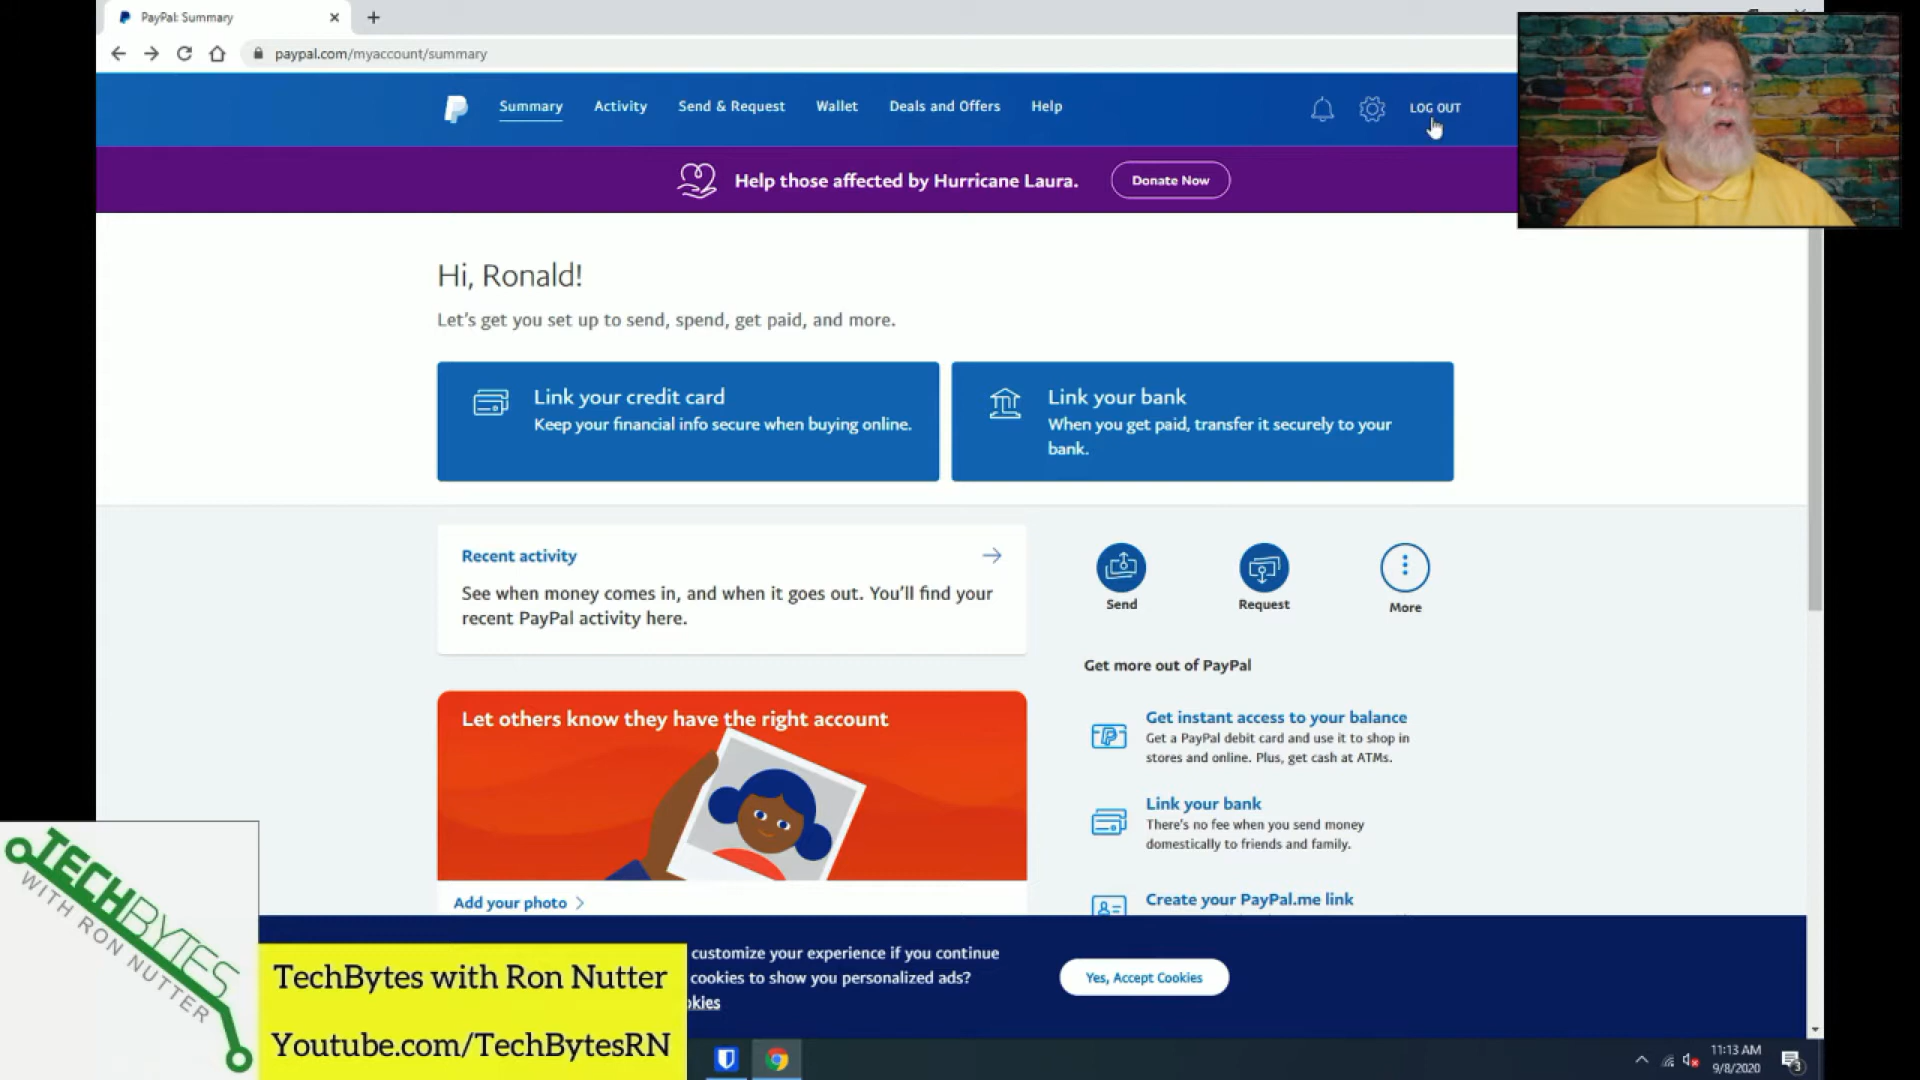 PayPal: Summary
paypal.com/myaccount/summary
Summary
Activity
Send & Request
Wallet
Deals and Offers
Help
LOG OUT
Help those affected by Hurricane Laura.
Donate Now
Hi, Ronald!
Let's get you set up to send, spend, get paid, and more.
Link your credit card
Keep your financial info secure when buying online.
Link your bank
When you get paid, transfer it securely to your
bank.
Recent activity
See when money comes in, and when it goes out. You'll find your
recent PayPal activity here.
Send
Request
More
Let others know they have the right account
Add your photo
Get more out of PayPal
Get instant access to your balance
Get a PayPal debit card and use it to shop in
stores and online. Plus, get cash at ATMs.
Link your bank
There's no fee when you send money
domestically to friends and family.
Create your PayPal.me link
customize your experience if you continue
cookies to show you personalized ads?
kies
Yes, Accept Cookies
TECHBYTES
WITH RON NUTTER
TechBytes with Ron Nutter
Youtube.com/TechBytesRN
11:13 AM
9/8/2020
3